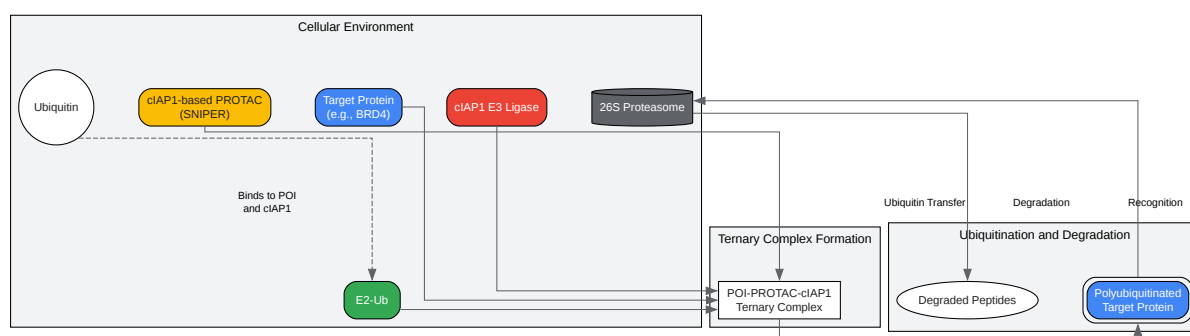 Cellular Environment
Ubiquitin
cIAP1-based PROTAC
(SNIPER)
Target Protein
(e.g., BRD4)
cIAP1 E3 Ligase
26S Proteasome
Binds to POI
and cIAP1
Ubiquitin Transfer
Degradation
Recognition
Ternary Complex Formation
Ubiquitination and Degradation
E2-Ub
POI-PROTAC-cIAP1
Ternary Complex
Degraded Peptides
Polyubiquitinated
Target Protein